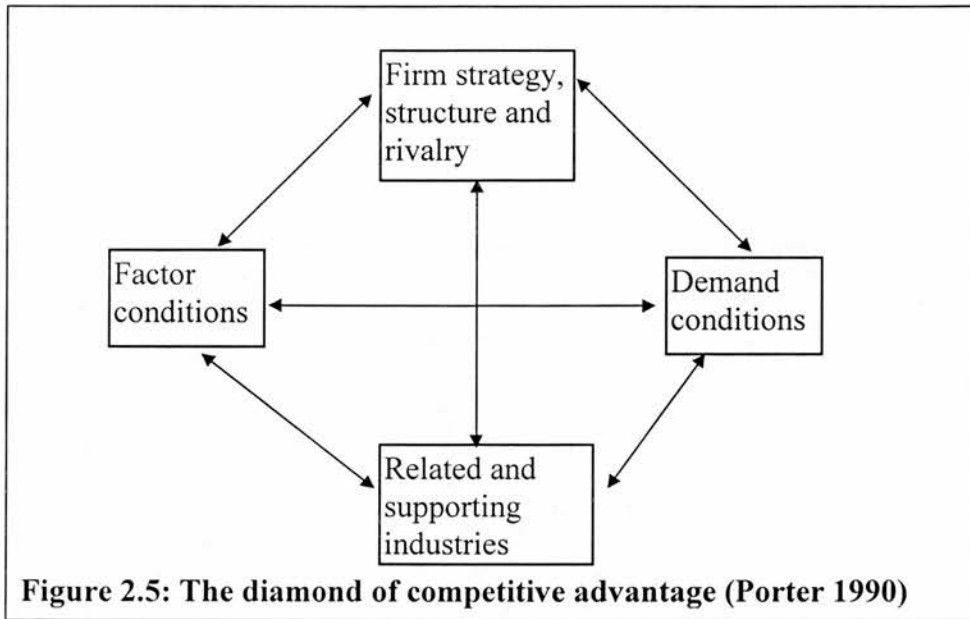 Firm strategy,
structure and
rivalry
Factor
conditions
Demand
conditions
Related and
supporting
industries
Figure 2.5: The diamond of competitive advantage (Porter 1990)